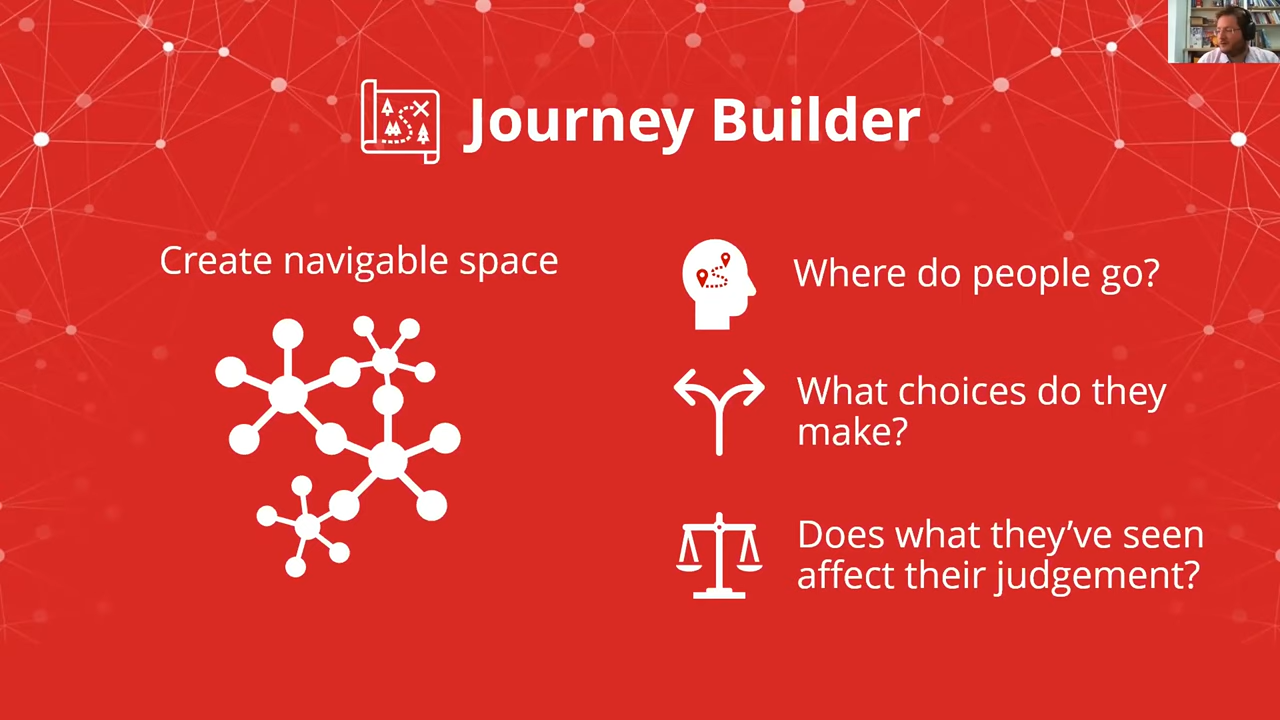 Journey Builder
Create navigable space
Where do people go?
What choices do they
make?
Does what they’ve seen
affect their judgement?